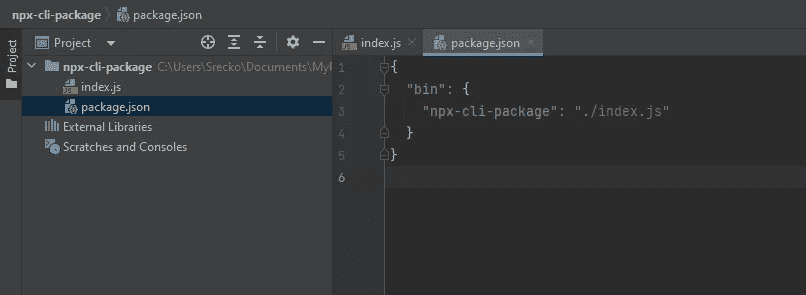 npx-cli-package package.json
Project
Project
index.js
package.json
npx-cli-package C:\Users\Srecko\Documents\My
index.js
package.json
External Libraries
Scratches and Consoles
1 {
2 "bin": {
3 "npx-cli-package": "./index.js"
4 }
5 }
6